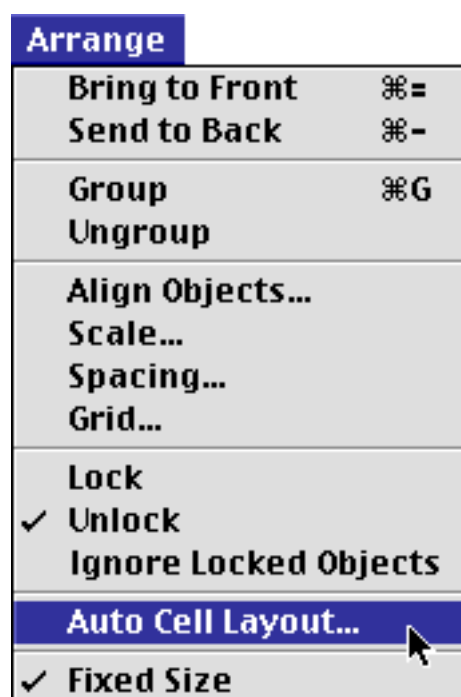 Arrange
Bring to Front ⌘=
Send to Back ⌘-
Group ⌘G
Ungroup
Align Objects...
Scale...
Spacing...
Grid...
Lock
✓ Unlock
Ignore Locked Objects
Auto Cell Layout...
✓ Fixed Size